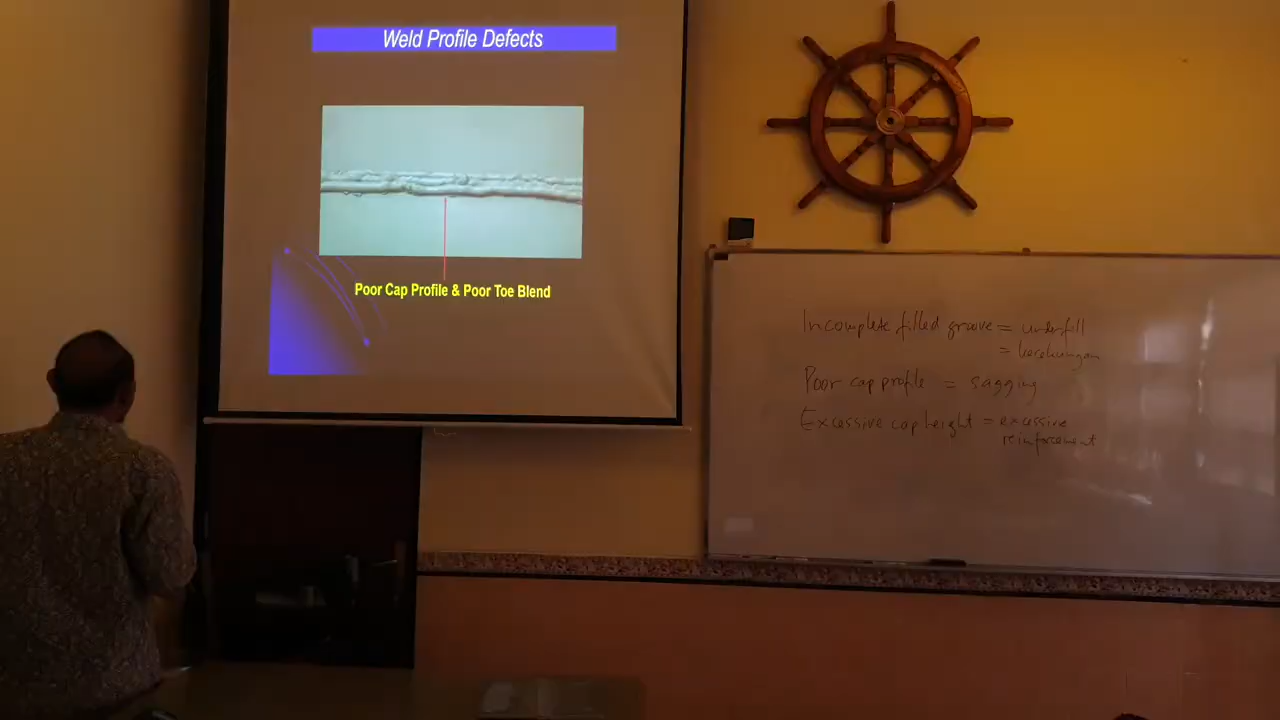 Weld Profile Defects
Poor Cap Profile & Poor Toe Blend
Incomplete filled groove = underfill
=
Poor cap profile = sagging
Excessive cap height = excessive
reinforcement